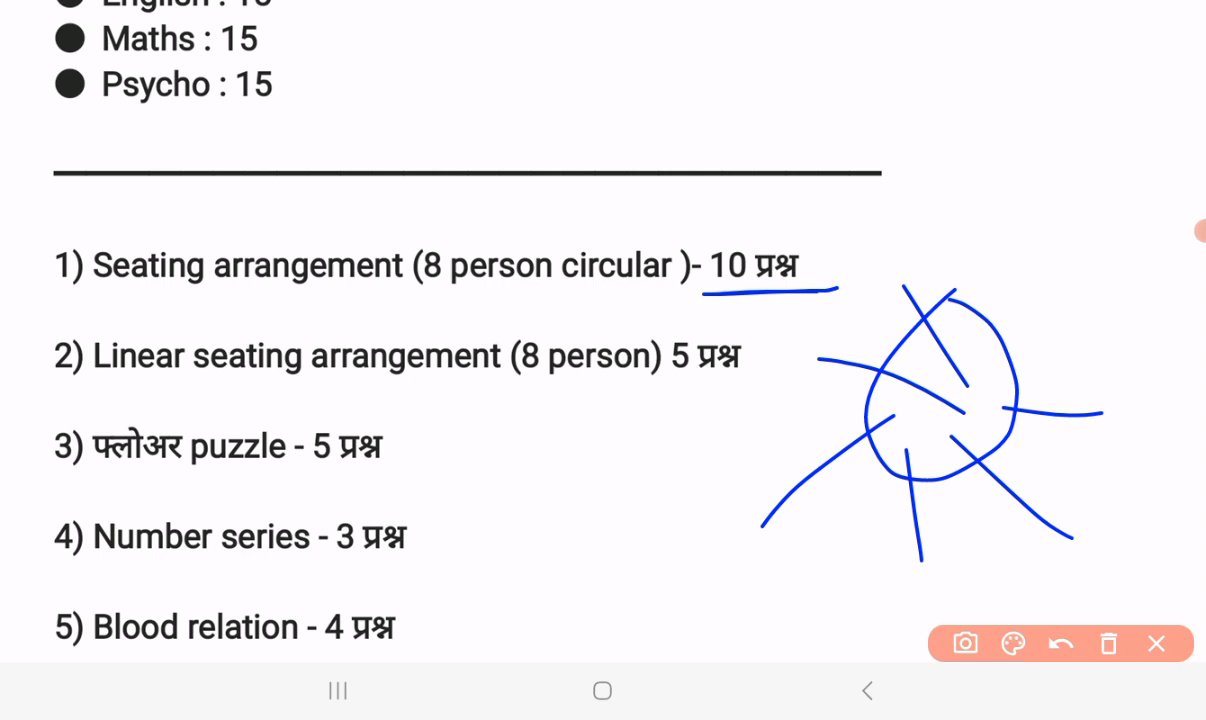 ● Maths : 15
● Psycho : 15
1) Seating arrangement (8 person circular )- 10 प्रश्न
2) Linear seating arrangement (8 person) 5 प्रश्न
3) फ्लोअर puzzle - 5 प्रश्न
4) Number series - 3 प्रश्न
5) Blood relation - 4 प्रश्न